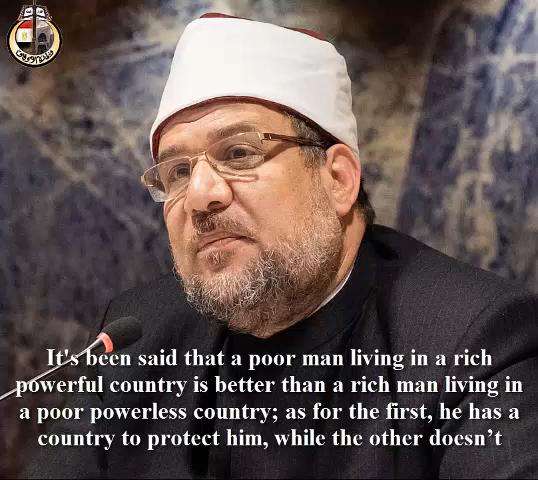 It's been said that a poor man living in a rich
powerful country is better than a rich man living in
a poor powerless country; as for the first, he has a
country to protect him, while the other doesn’t